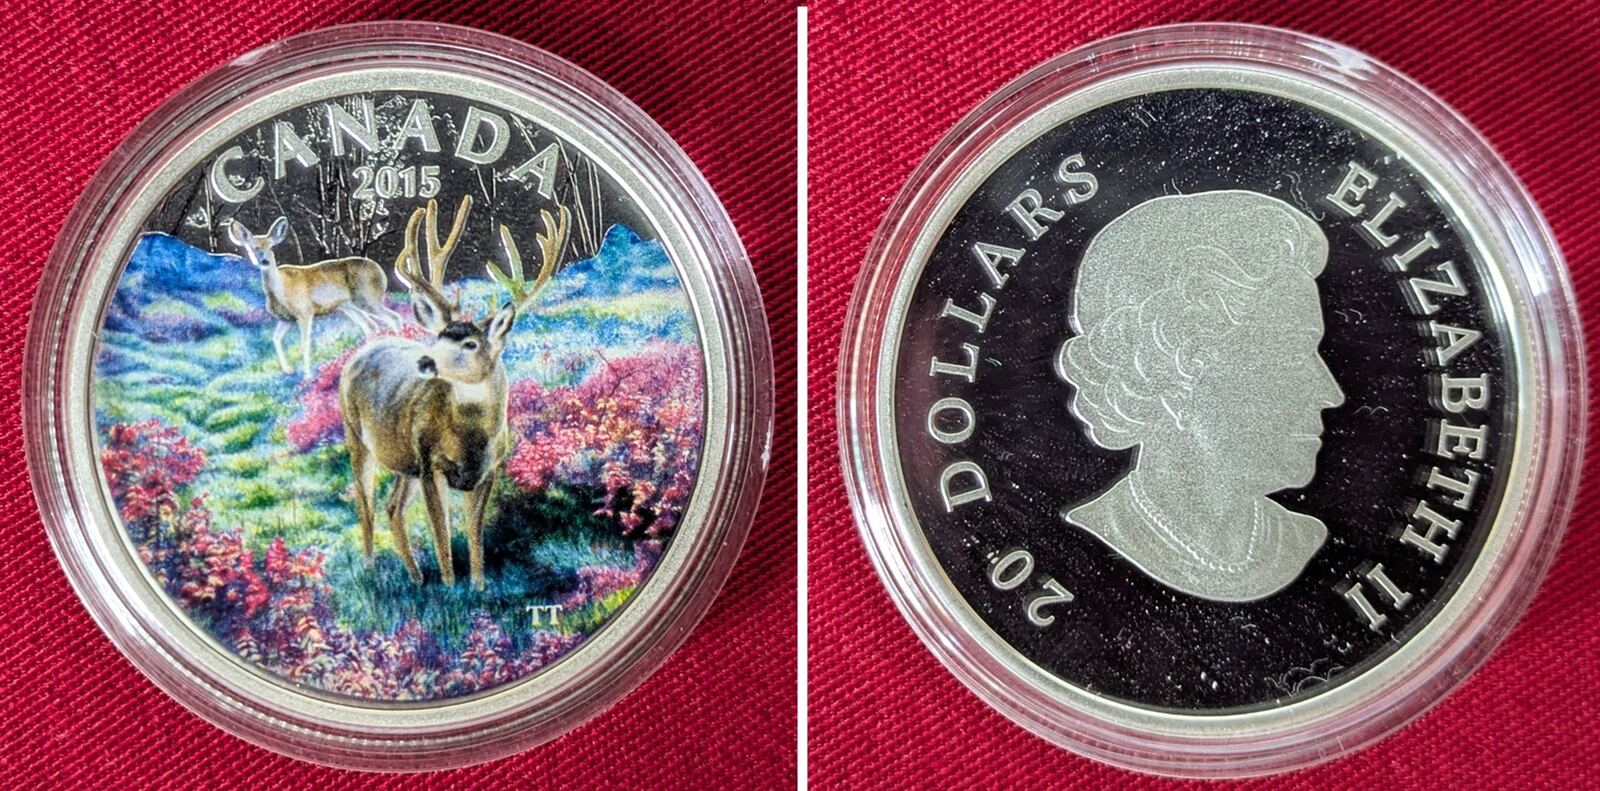 CANADA
2015
TT
20 DOLLARS
ELIZABETH II